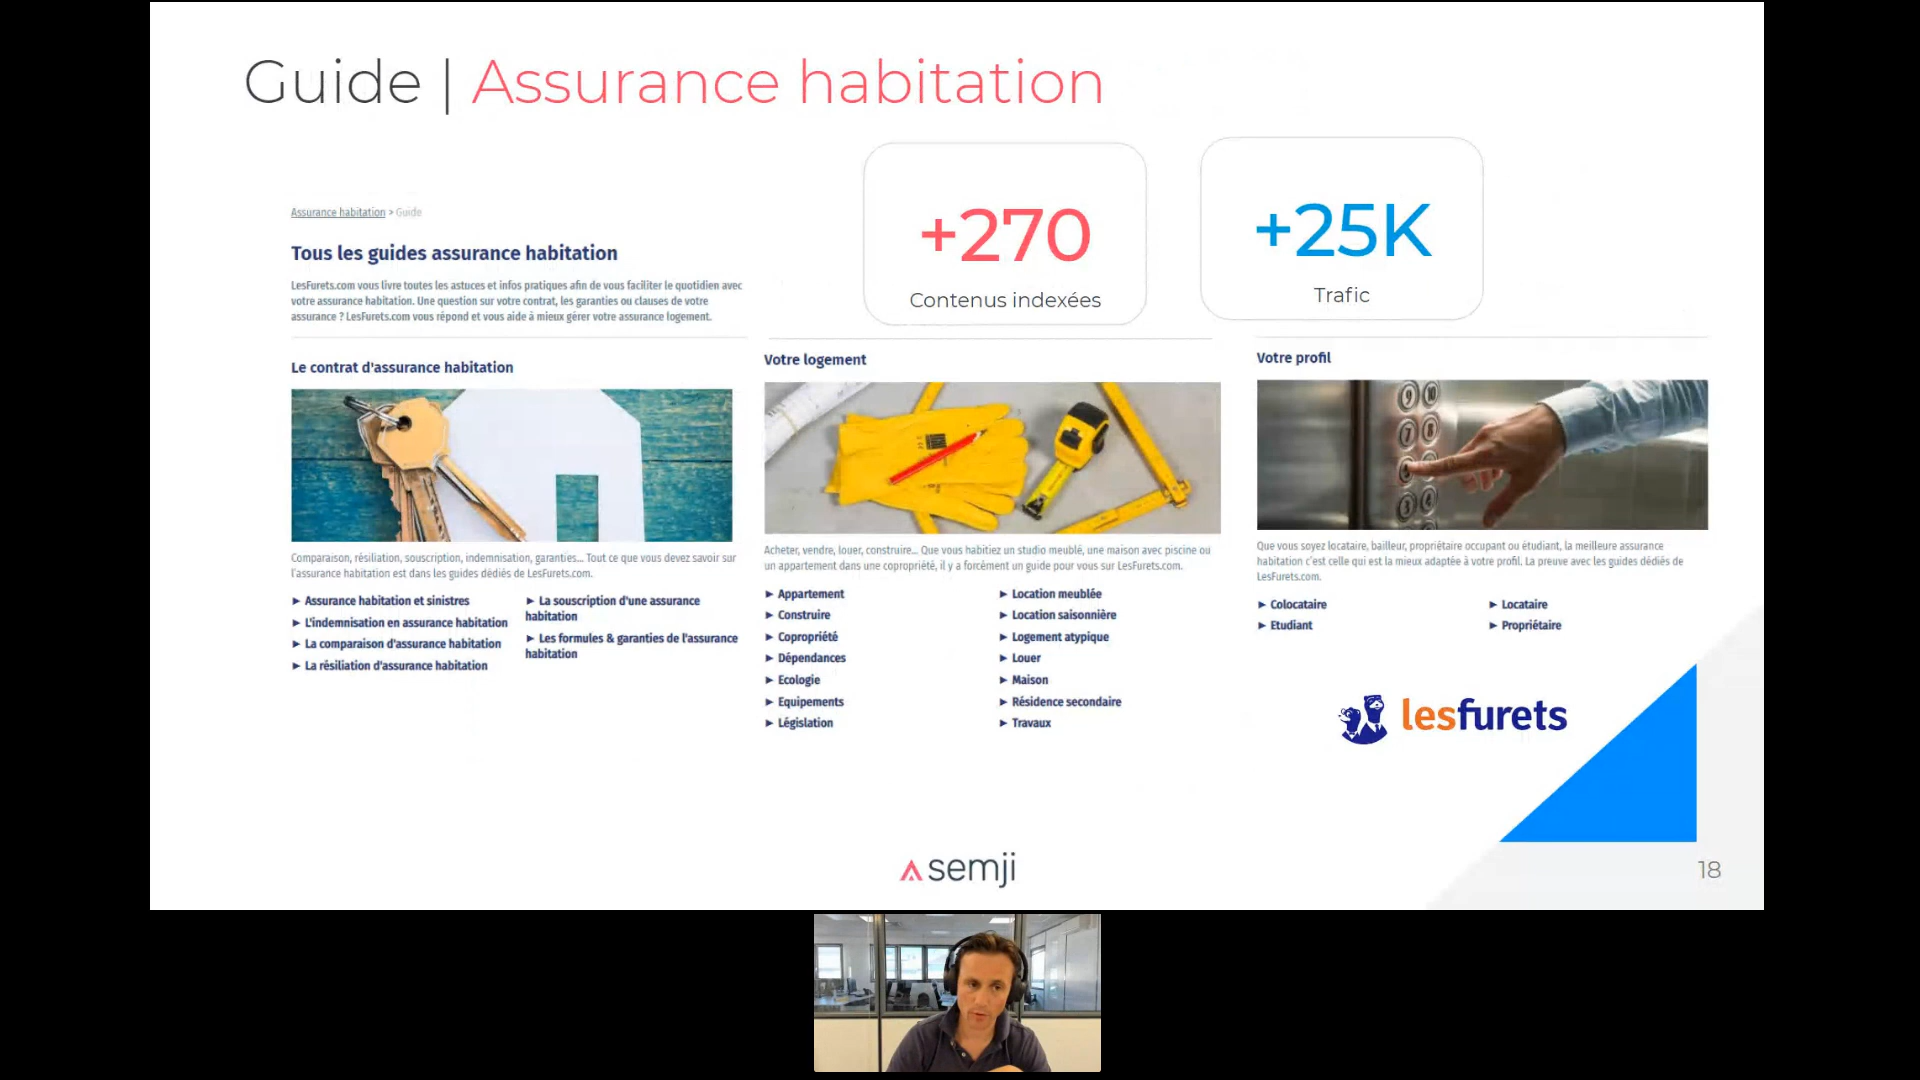 Guide | Assurance habitation
+270
Contenus indexées
+25K
Trafic
Assurance habitation > Guide
Tous les guides assurance habitation
LesFurets.com vous livre toutes les astuces et infos pratiques afin de vous faciliter le quotidien avec
votre assurance habitation. Une question sur votre contrat, les garanties ou clauses de votre
assurance ? LesFurets.com vous répond et vous aide à mieux gérer votre assurance logement.
Le contrat d'assurance habitation
Comparaison, résiliation, souscription, indemnisation, garanties... Tout ce que vous devez savoir sur
l'assurance habitation est dans les guides dédiés de LesFurets.com.
► Assurance habitation et sinistres
► L'indemnisation en assurance habitation
► La comparaison d'assurance habitation
► La résiliation d'assurance habitation
► La souscription d'une assurance
habitation
► Les formules & garanties de l'assurance
habitation
Votre logement
Acheter, vendre, louer, construire... Que vous habitiez un studio meublé, une maison avec piscine ou
un appartement dans une copropriété, il y a forcément un guide pour vous sur LesFurets.com.
► Appartement
► Construire
► Copropriété
► Dépendances
► Ecologie
► Equipements
► Législation
► Location meublée
► Location saisonnière
► Logement atypique
► Louer
► Maison
► Résidence secondaire
► Travaux
Votre profil
9 10
7 8
3 4
Que vous soyez locataire, bailleur, propriétaire occupant ou étudiant, la meilleure assurance
habitation c'est celle qui est la mieux adaptée à votre profil. La preuve avec les guides dédiés de
LesFurets.com.
► Colocataire
► Etudiant
► Locataire
► Propriétaire
lesfurets
semji
18